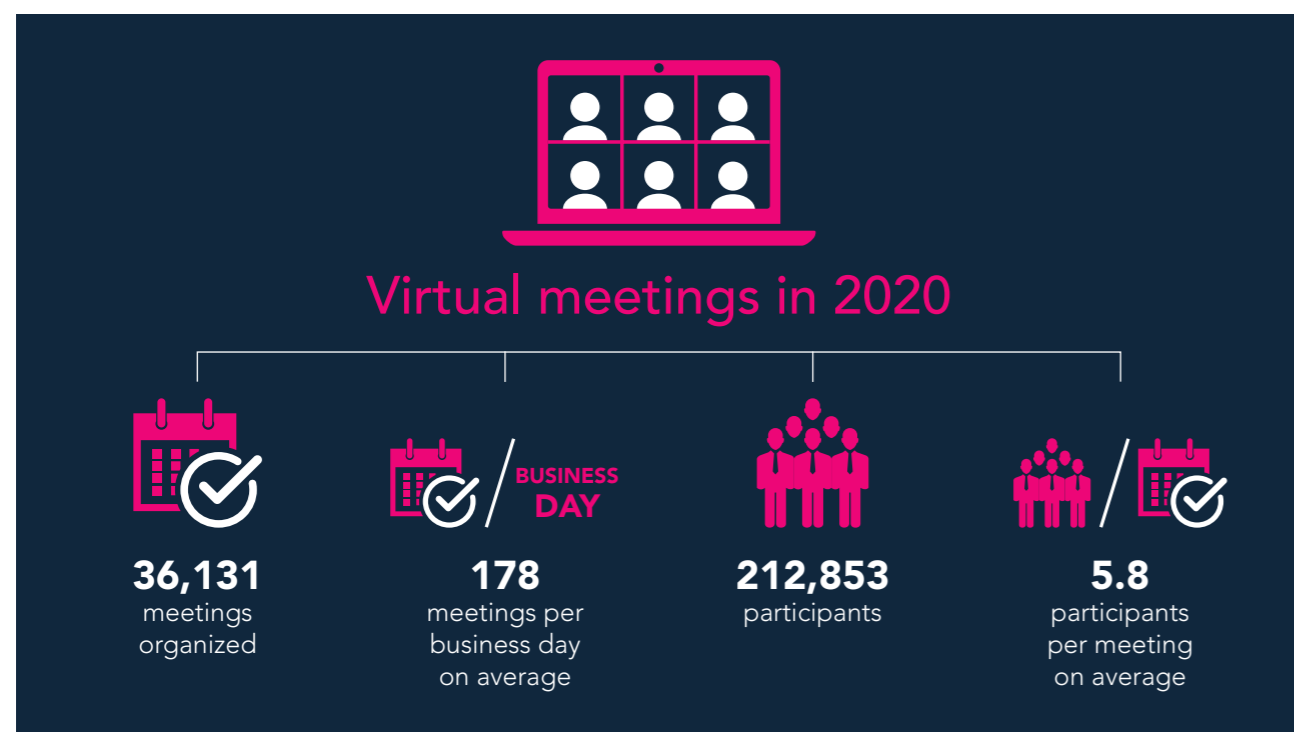 Virtual meetings in 2020
BUSINESS
DAY
36,131
meetings
organized
178
meetings per
business day
on average
212,853
participants
5.8
participants
per meeting
on average